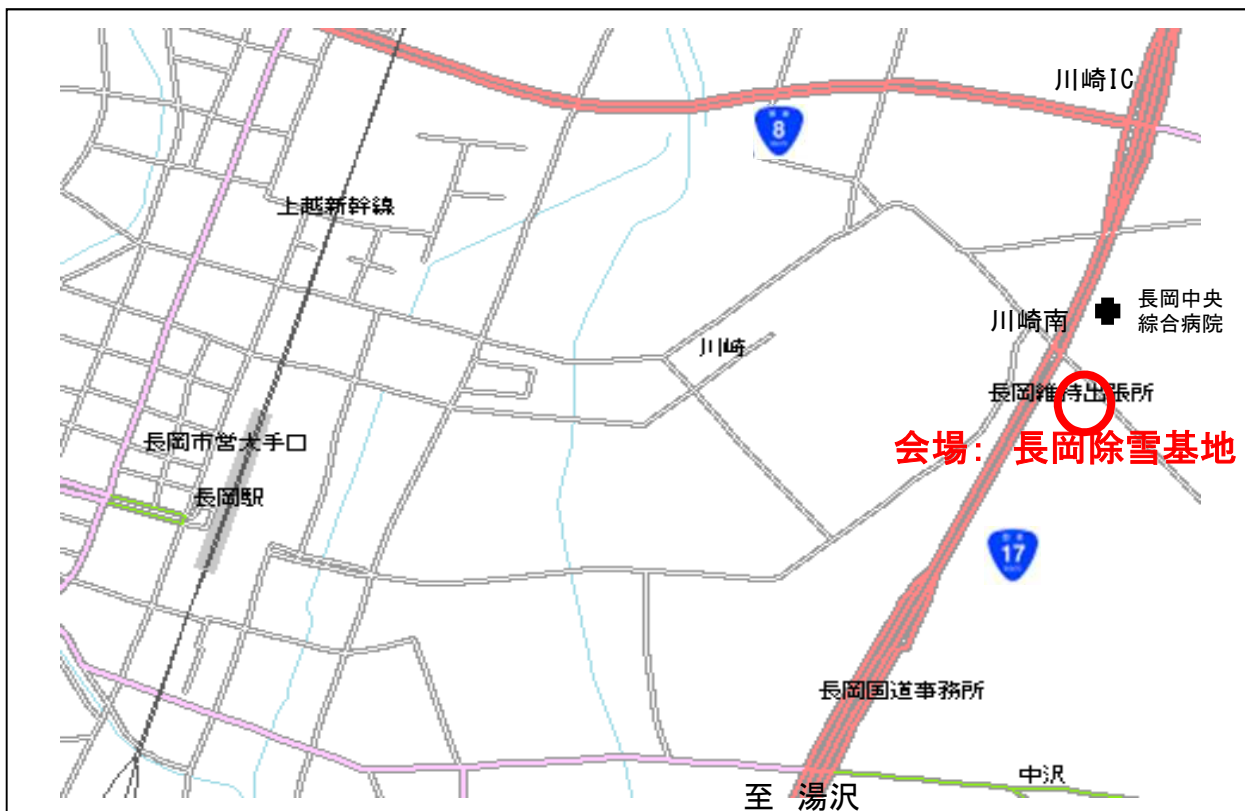 川崎IC
8
上越新幹線
長岡中央
綜合病院
川崎南
川崎
長岡維持出張所
長岡市営大手口
会場： 長岡除雪基地
長岡駅
17
長岡国道事務所
中沢
至 湯沢